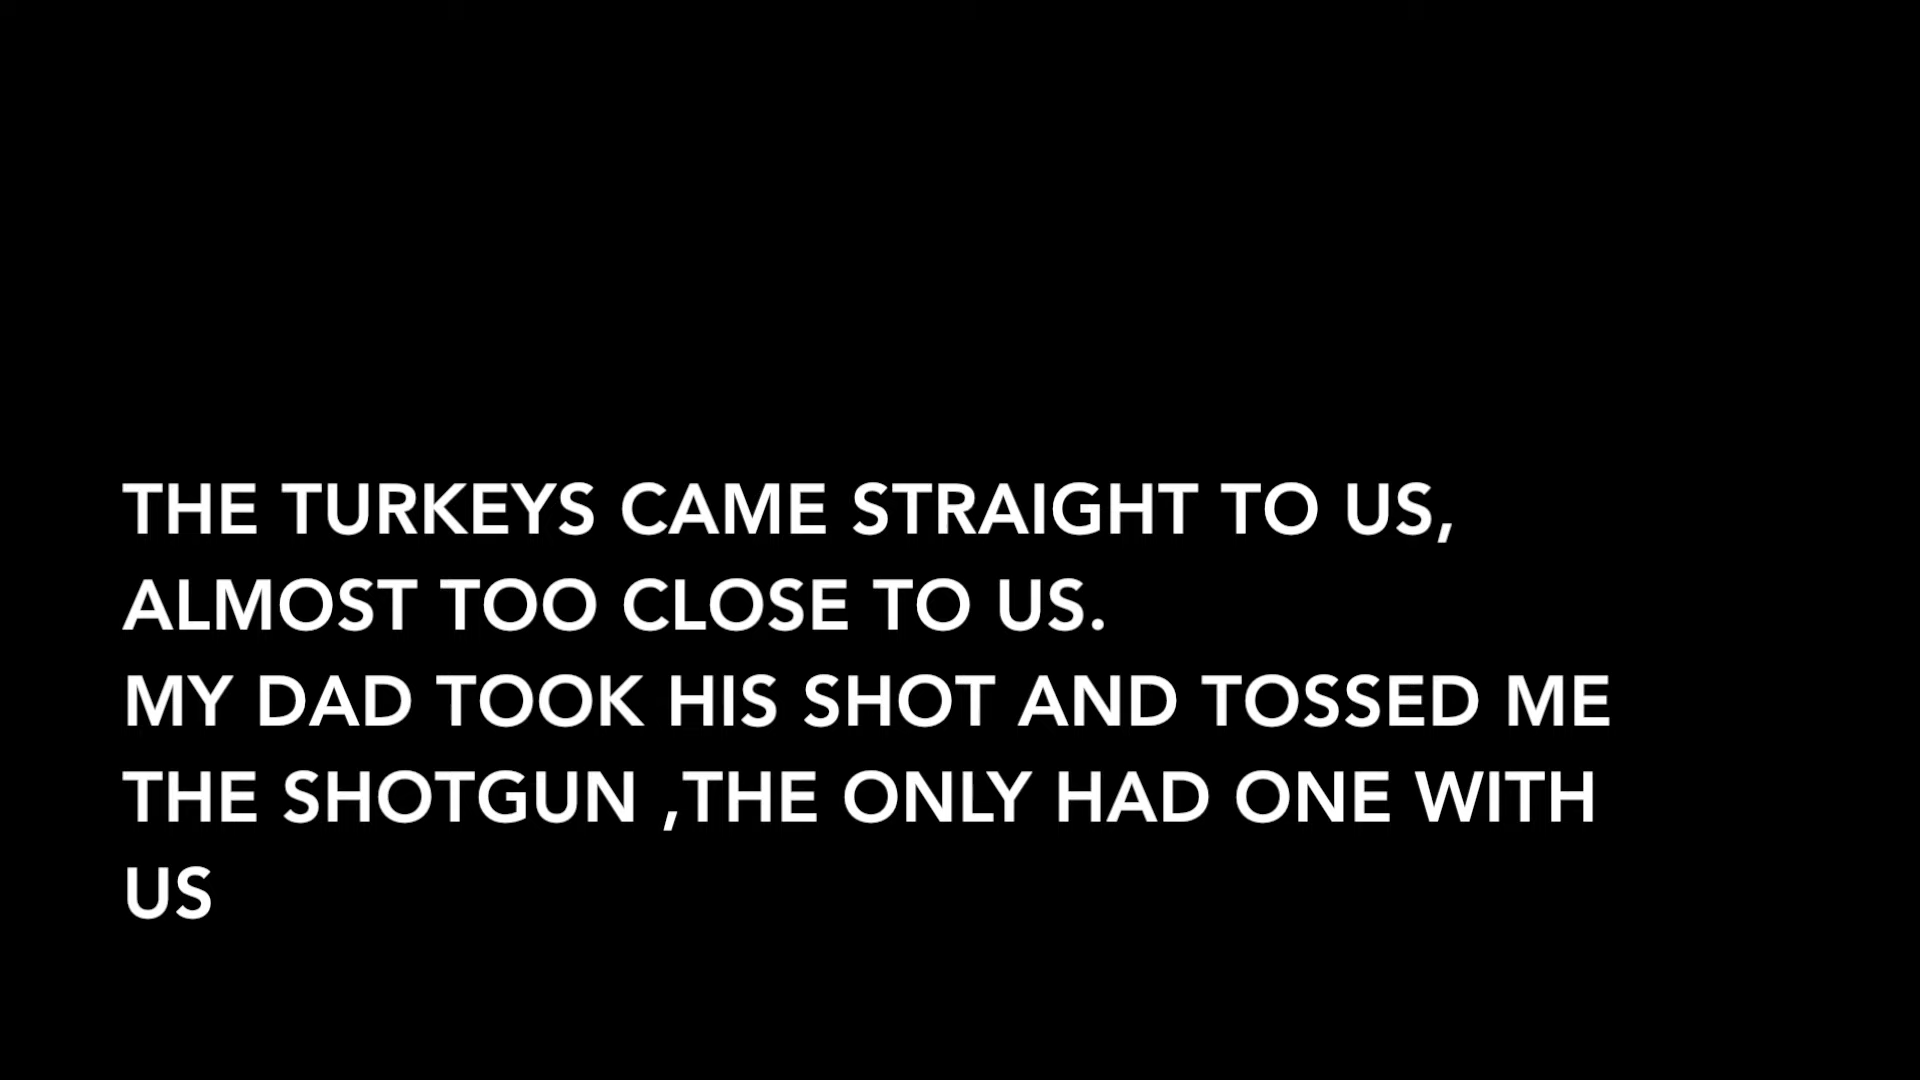 THE TURKEYS CAME STRAIGHT TO US,
ALMOST TOO CLOSE TO US.
MY DAD TOOK HIS SHOT AND TOSSED ME
THE SHOTGUN ,THE ONLY HAD ONE WITH
US